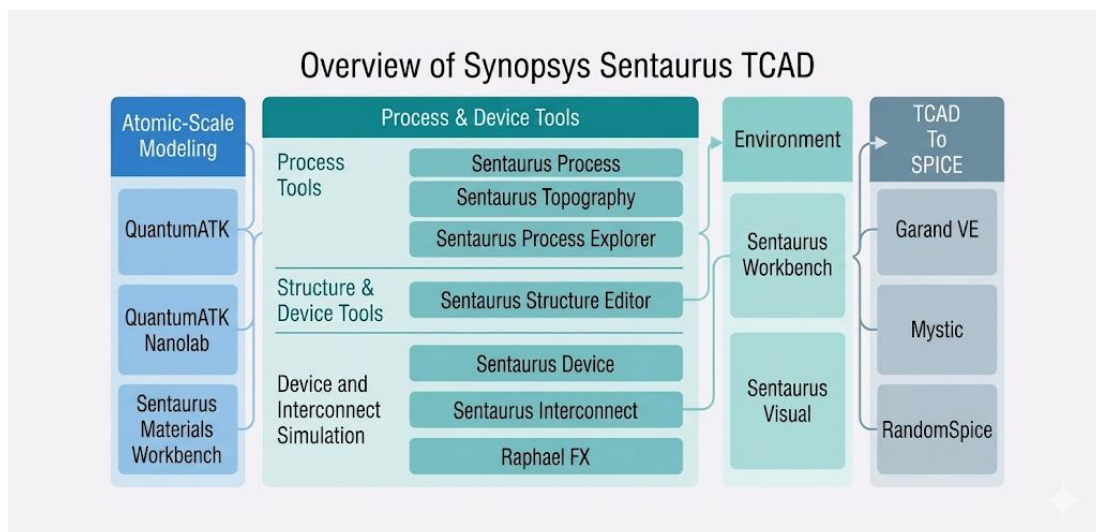 Overview of Synopsys Sentaurus TCAD
Atomic-Scale
Modeling
QuantumATK
QuantumATK
Nanolab
Sentaurus
Materials
Workbench
Process & Device Tools
Process
Tools
Sentaurus Process
Sentaurus Topography
Sentaurus Process Explorer
Structure &
Device Tools
Sentaurus Structure Editor
Device and
Interconnect
Simulation
Sentaurus Device
Sentaurus Interconnect
Raphael FX
Environment
Sentaurus
Workbench
Sentaurus
Visual
TCAD
To
SPICE
Garand VE
Mystic
RandomSpice